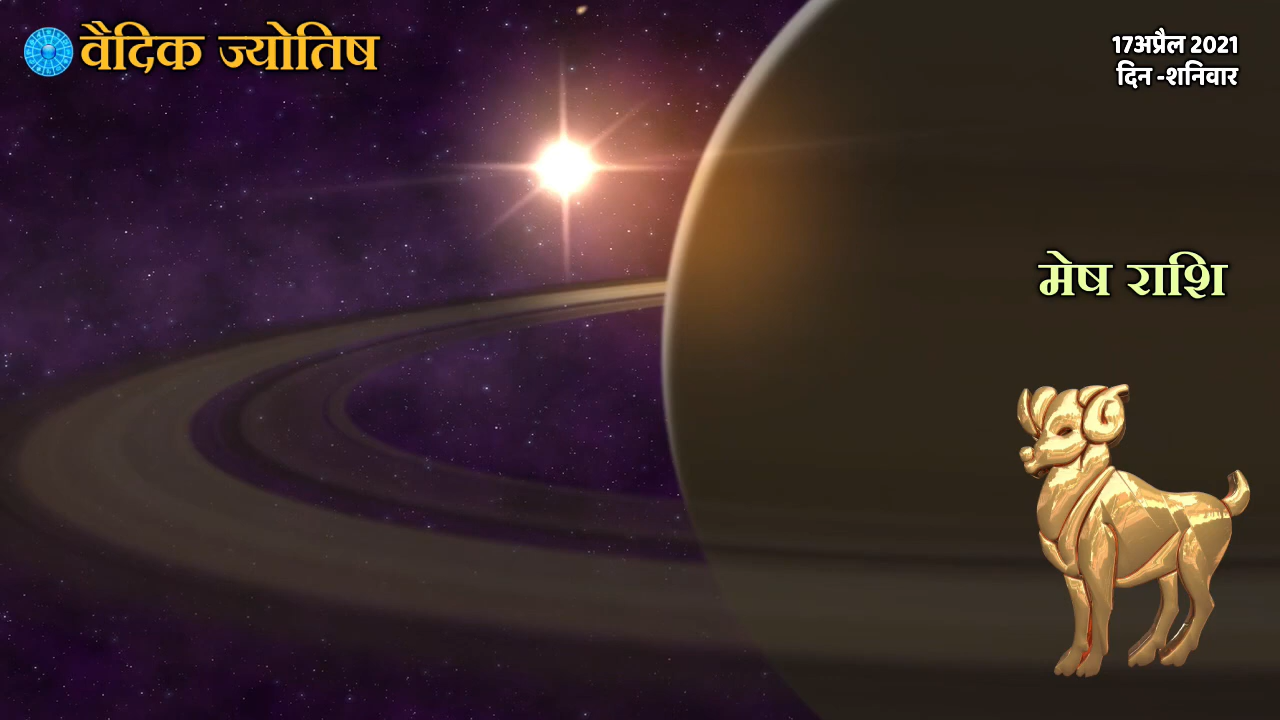 वैदिक ज्योतिष
17अप्रैल 2021
दिन -शनिवार
मेष राशि